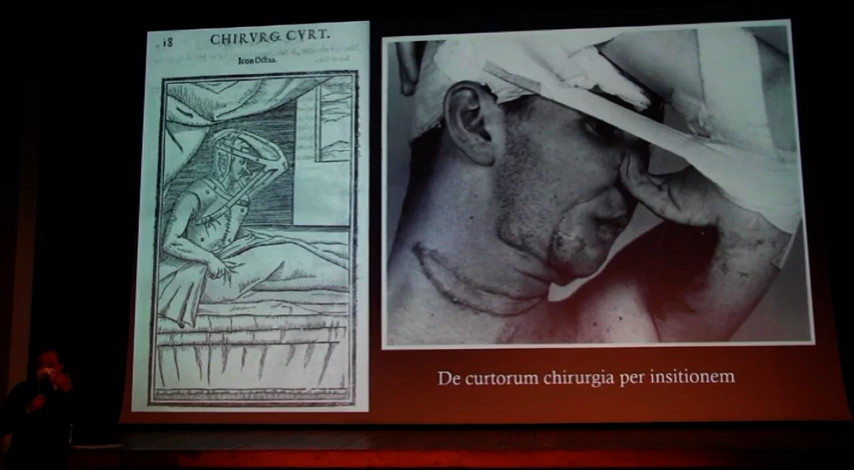 18 CHIRVRG. CVRT.
Icon Octaua.
De curtorum chirurgia per insitionem